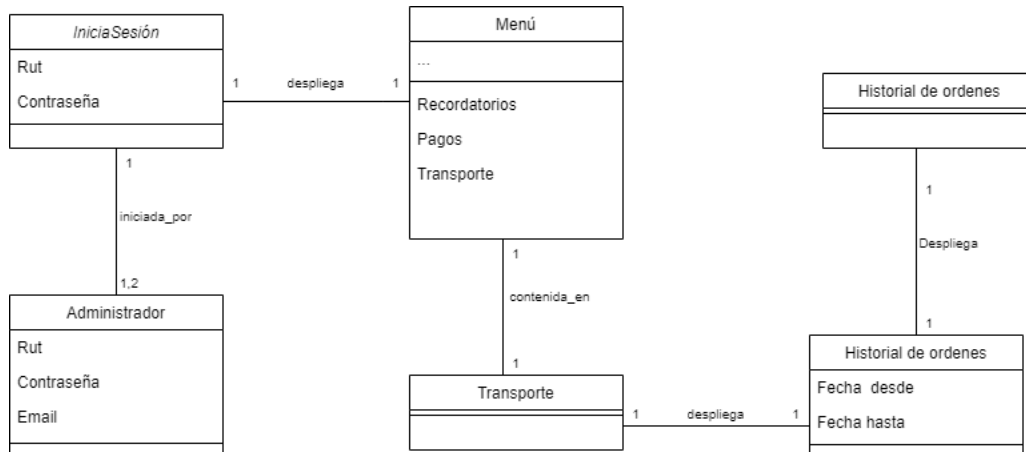 IniciaSesión
Rut
Contraseña
1
despliega
1
Menú
...
Recordatorios
Pagos
Transporte
Historial de ordenes
1
iniciada_por
1,2
Administrador
Rut
Contraseña
Email
1
contenida_en
1
Transporte
1
despliega
1
1
Despliega
1
Historial de ordenes
Fecha desde
Fecha hasta